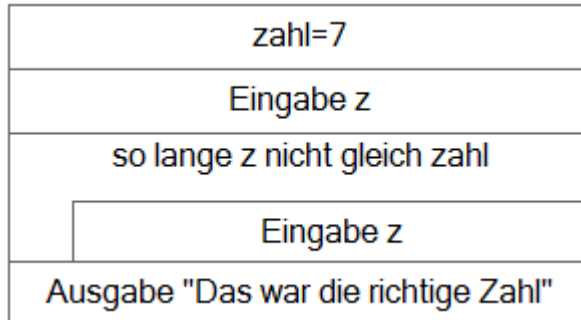 zahl=7
Eingabe z
so lange z nicht gleich zahl
Eingabe z
Ausgabe "Das war die richtige Zahl"